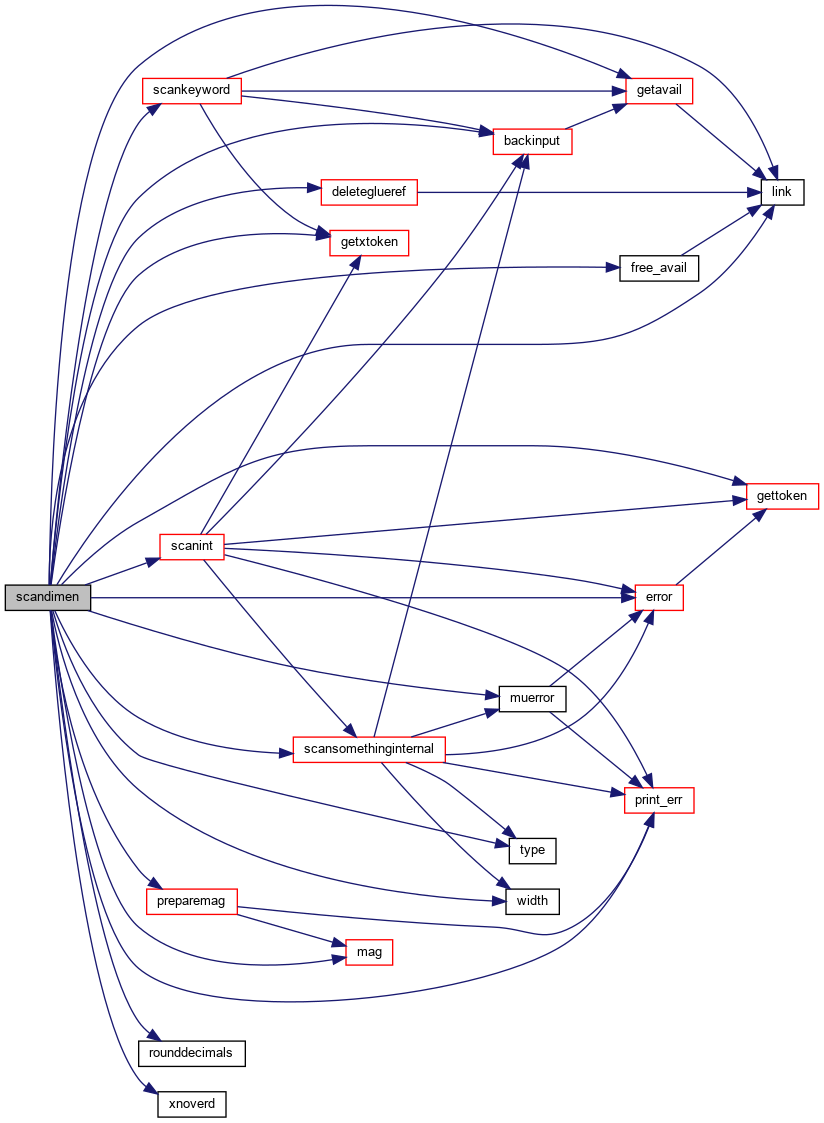 scankeyword
getavail
backinput
deleteglueref
link
getxtoken
free_avail
gettoken
scanint
scandimen
error
muerror
scansomethinginternal
print_err
type
preparemag
width
mag
rounddecimals
xnoverd